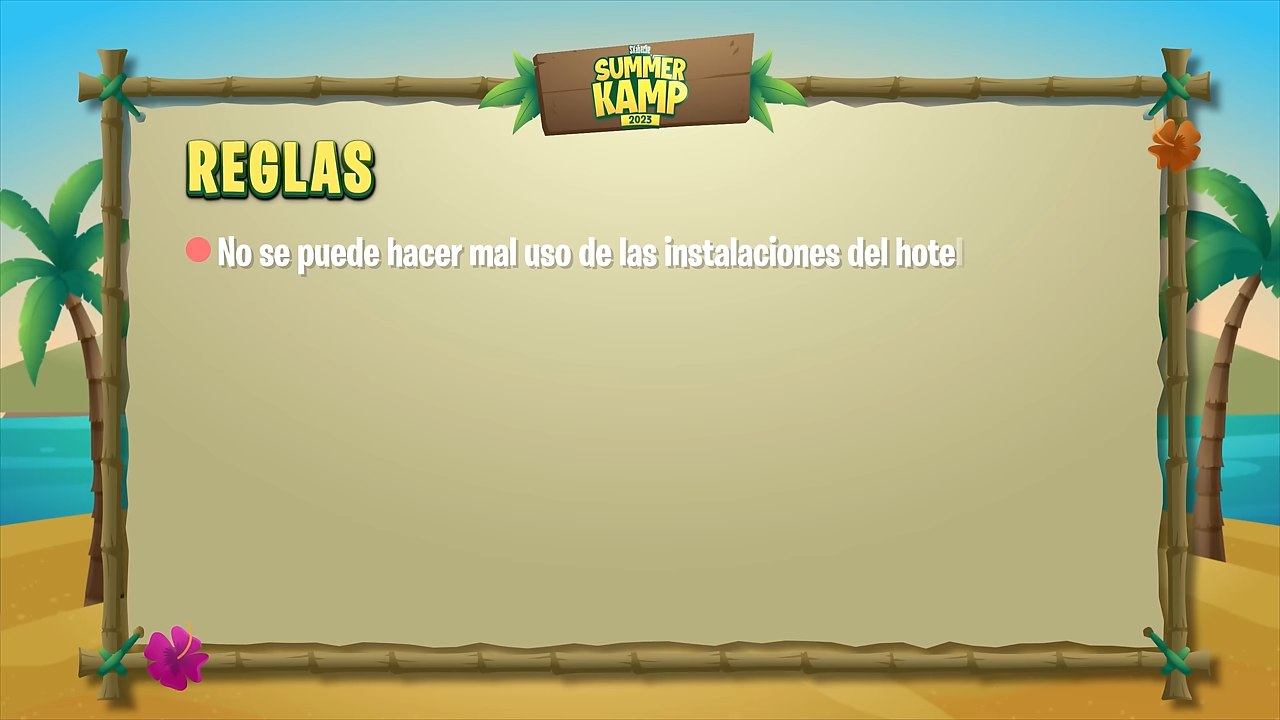 SUMMER
KAMP
2023
REGLAS
No se puede hacer mal uso de las instalaciones del hotel